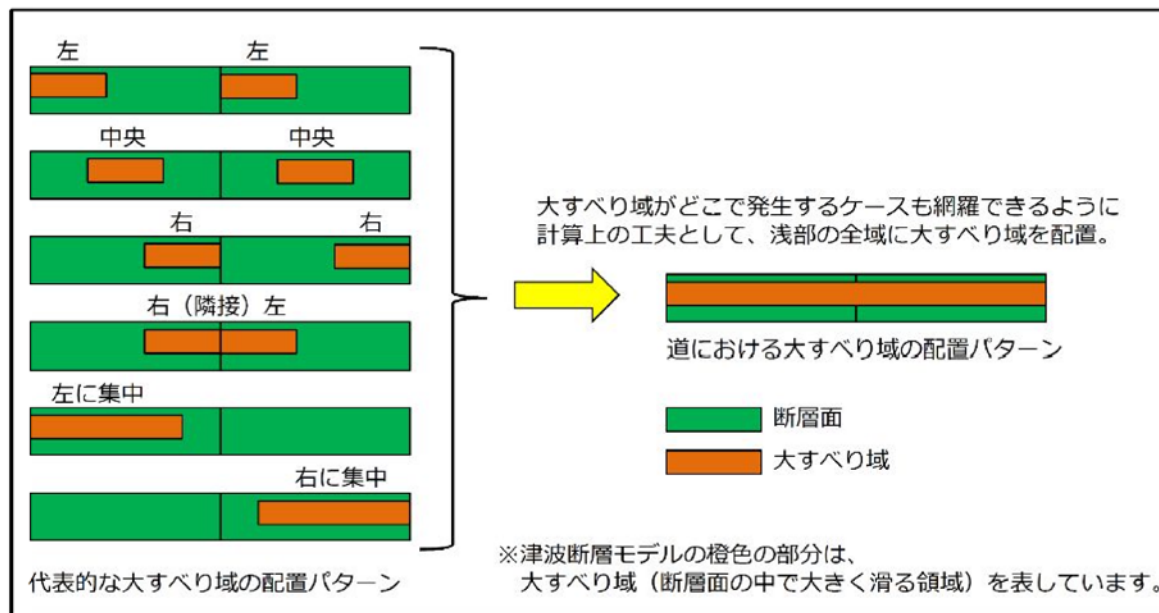 左 左
中央 中央
右 右
右（隣接）左
左に集中
右に集中
代表的な大すべり域の配置パターン
大すべり域がどこで発生するケースも網羅できるように
計算上の工夫として、浅部の全域に大すべり域を配置。
道における大すべり域の配置パターン
断層面
大すべり域
※津波断層モデルの橙色の部分は、
大すべり域（断層面の中で大きく滑る領域）を表しています。